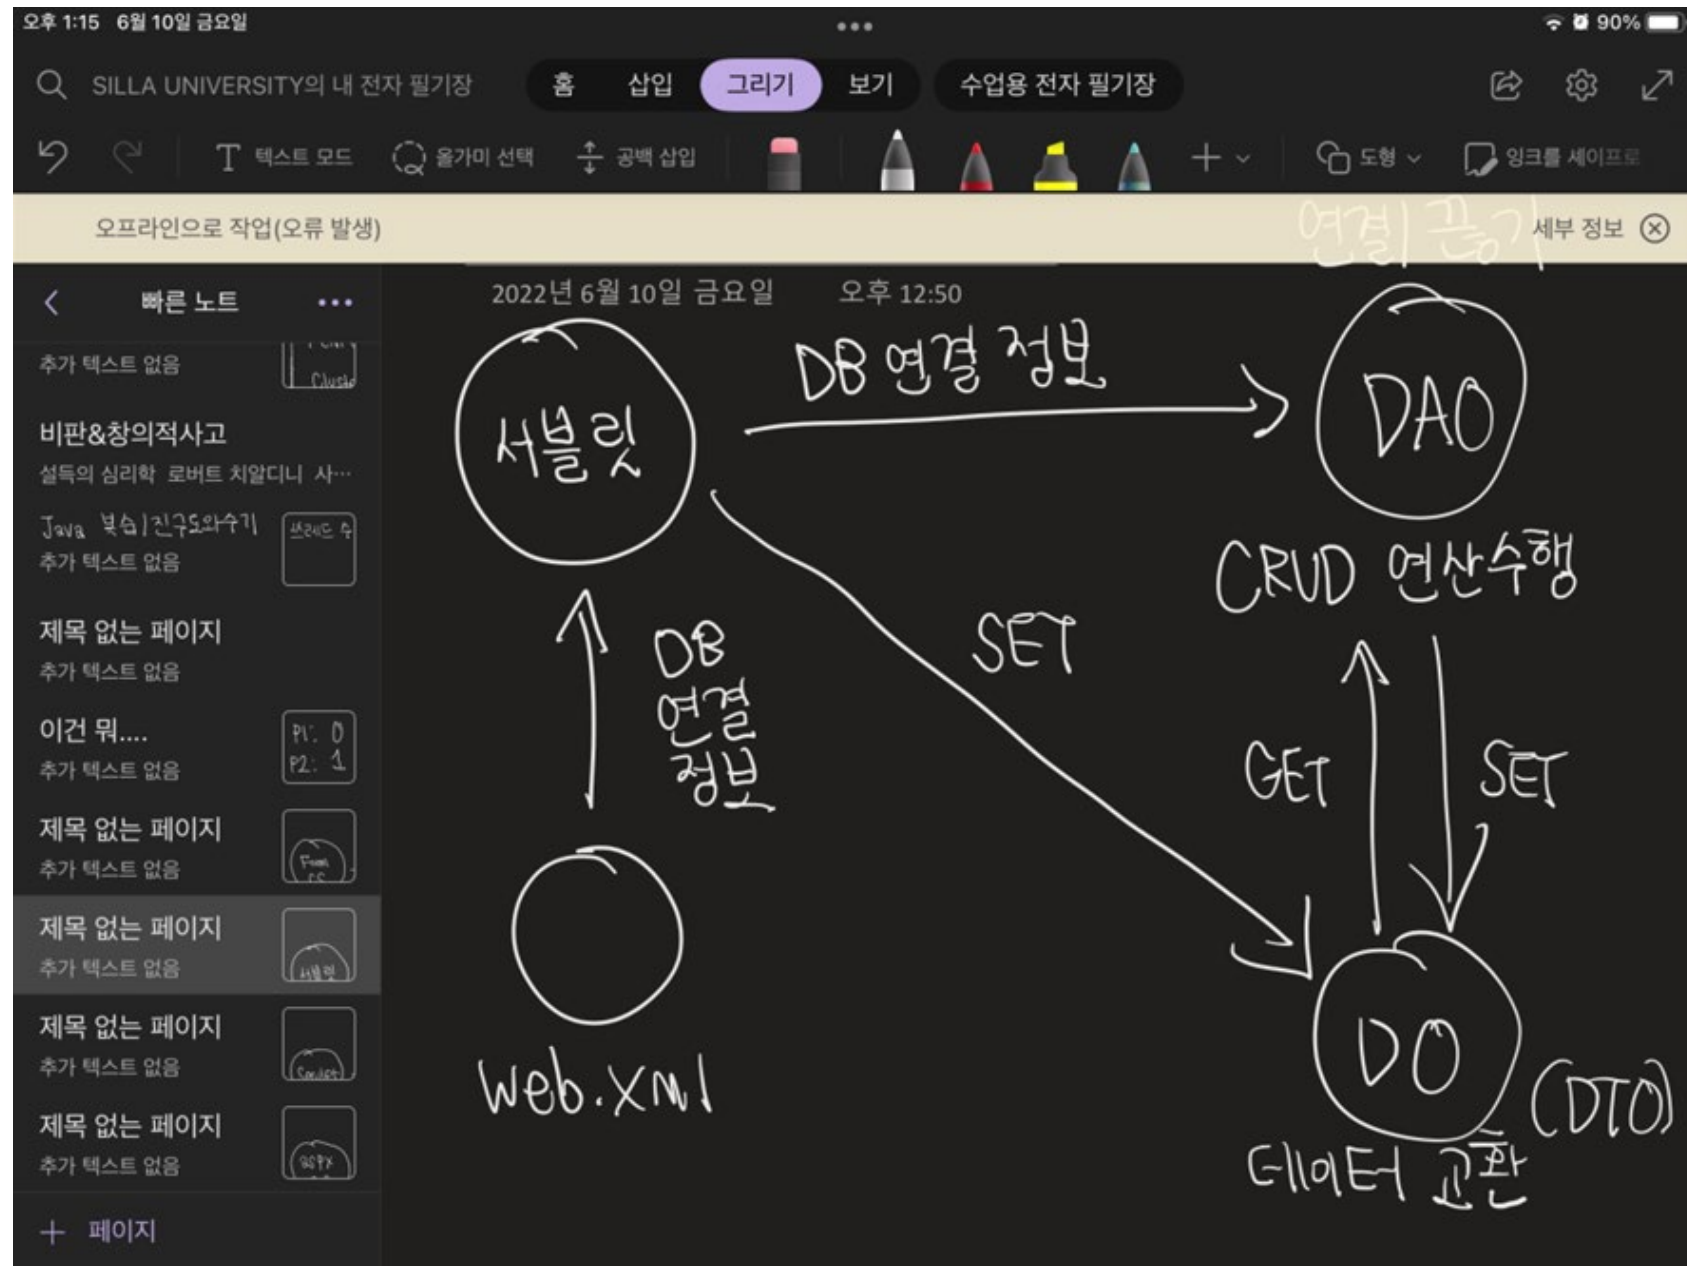 오후 1:15 6월 10일 금요일
90%
SILLA UNIVERSITY의 내 전자 필기장
홈 삽입 그리기 보기 수업용 전자 필기장
텍스트 모드 올가미 선택 공백 삽입 도형 잉크를 셰이프로
오프라인으로 작업(오류 발생)
연결 끊기
세부 정보
빠른 노트
추가 텍스트 없음
비판&창의적사고
설득의 심리학 로버트 치알디니 사…
Java 복습
추가 텍스트 없음
제목 없는 페이지
추가 텍스트 없음
이건 뭐....
P1: 0
P2: 1
추가 텍스트 없음
제목 없는 페이지
추가 텍스트 없음
제목 없는 페이지
추가 텍스트 없음
서블릿
제목 없는 페이지
추가 텍스트 없음
제목 없는 페이지
추가 텍스트 없음
페이지
2022년 6월 10일 금요일 오후 12:50
서블릿
DB 연결 정보
DAO
CRUD 연산수행
DB
연결
정보
SET
GET
SET
web.xml
DO
(DTO)
데이터 교환